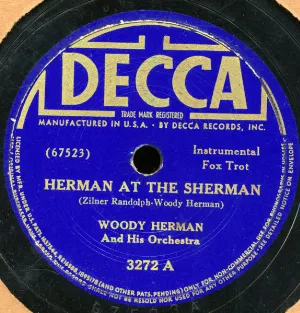 DECCA
TRADE MARK REGISTERED
MANUFACTURED IN U.S.A. • BY DECCA RECORDS, INC.
(67523)
Instrumental
Fox Trot
HERMAN AT THE SHERMAN
(Zilner Randolph-Woody Herman)
WOODY HERMAN
And His Orchestra
3272 A